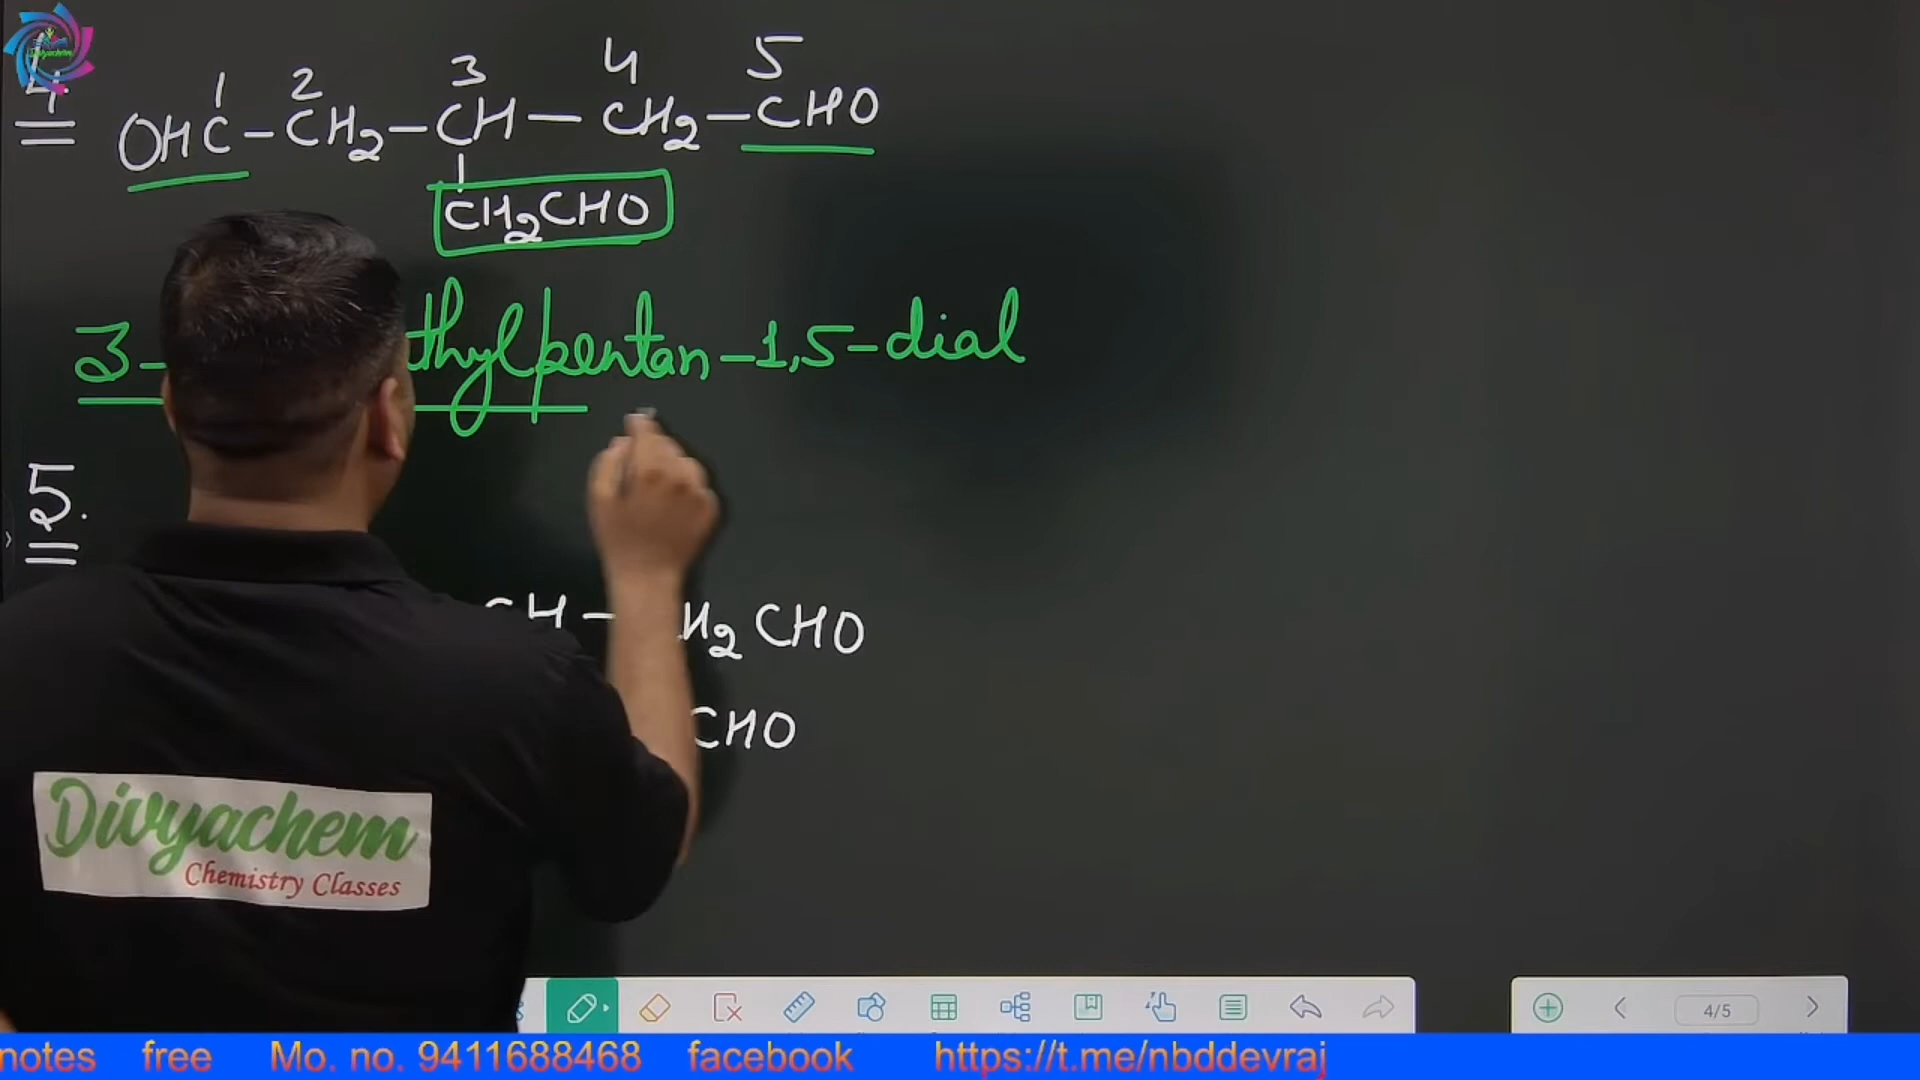 4.
1 2 3 4 5
OHC-CH₂-CH-CH₂-CHO
CH₂CHO
3- thylpentan-1,5-dial
5.
CH- H₂CHO
CHO
Divyachem
Chemistry Classes
4/5
notes free Mo. no. 9411688468 facebook https://t.me/nbddevraj